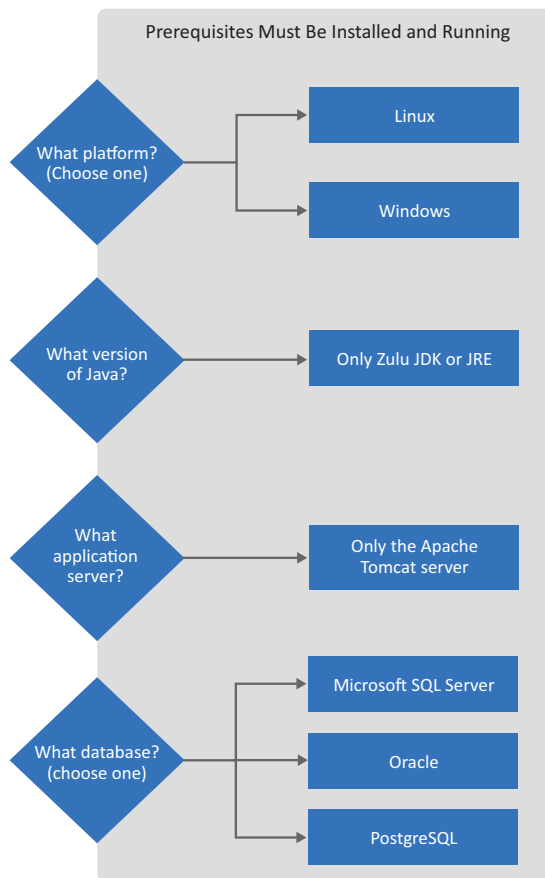 Prerequisites Must Be Installed and Running
What platform?
(Choose one)
Linux
Windows
What version
of Java?
Only Zulu JDK or JRE
What
application
server?
Only the Apache
Tomcat server
What database?
(choose one)
Microsoft SQL Server
Oracle
PostgreSQL